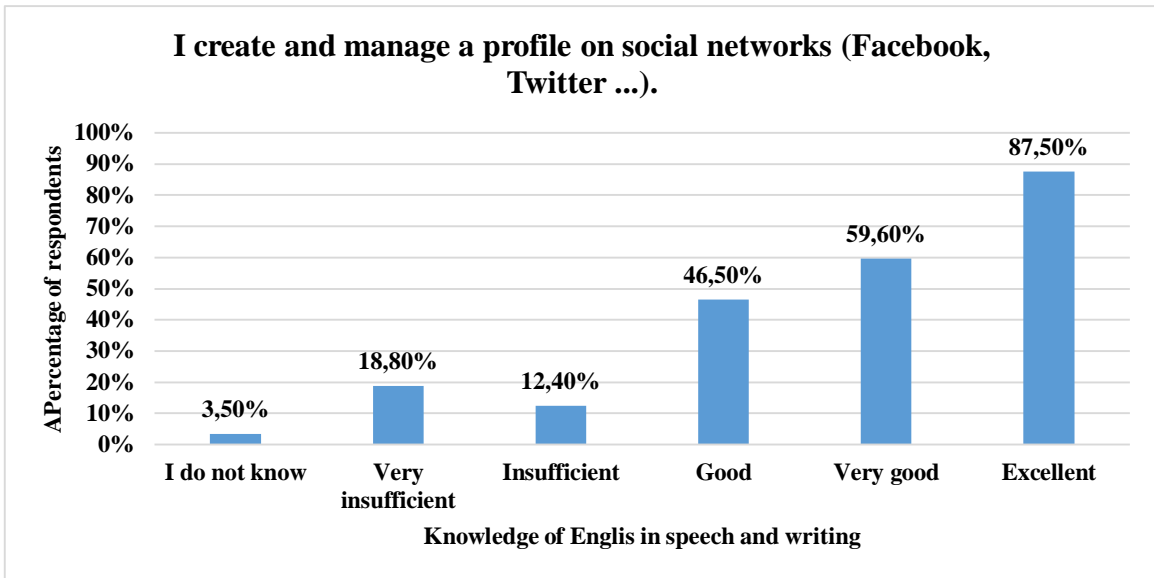 I create and manage a profile on social networks (Facebook,
Twitter ...).
APercentage of respondents
100%
90%
80%
70%
60%
50%
40%
30%
20%
10%
0%
3,50%
18,80%
12,40%
46,50%
59,60%
87,50%
I do not know
Very
insufficient
Insufficient
Good
Very good
Excellent
Knowledge of Englis in speech and writing